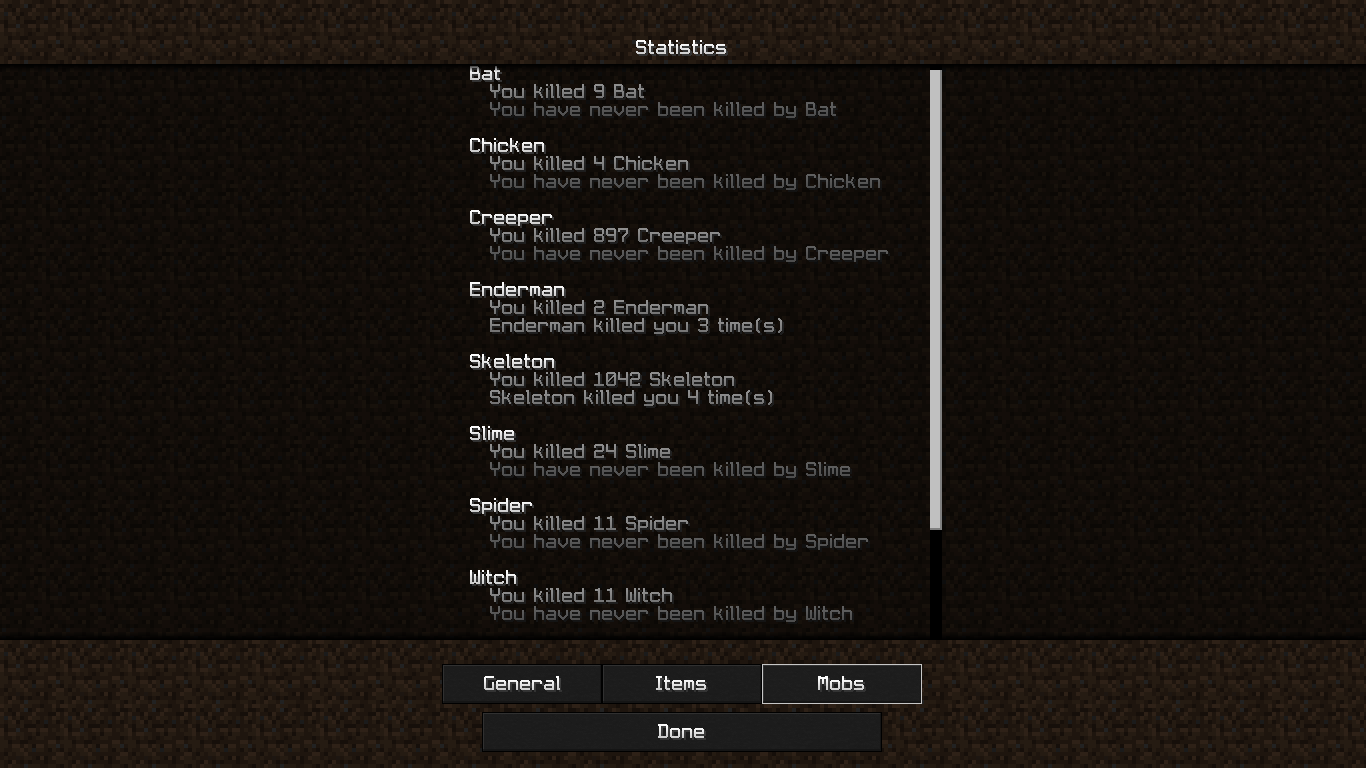 Statistics
Bat
You killed 9 Bat
You have never been killed by Bat
Chicken
You killed 4 Chicken
You have never been killed by Chicken
Creeper
You killed 897 Creeper
You have never been killed by Creeper
Enderman
You killed 2 Enderman
Enderman killed you 3 time(s)
Skeleton
You killed 1042 Skeleton
Skeleton killed you 4 time(s)
Slime
You killed 24 Slime
You have never been killed by Slime
Spider
You killed 11 Spider
You have never been killed by Spider
Witch
You killed 11 Witch
You have never been killed by Witch
General
Items
Mobs
Done